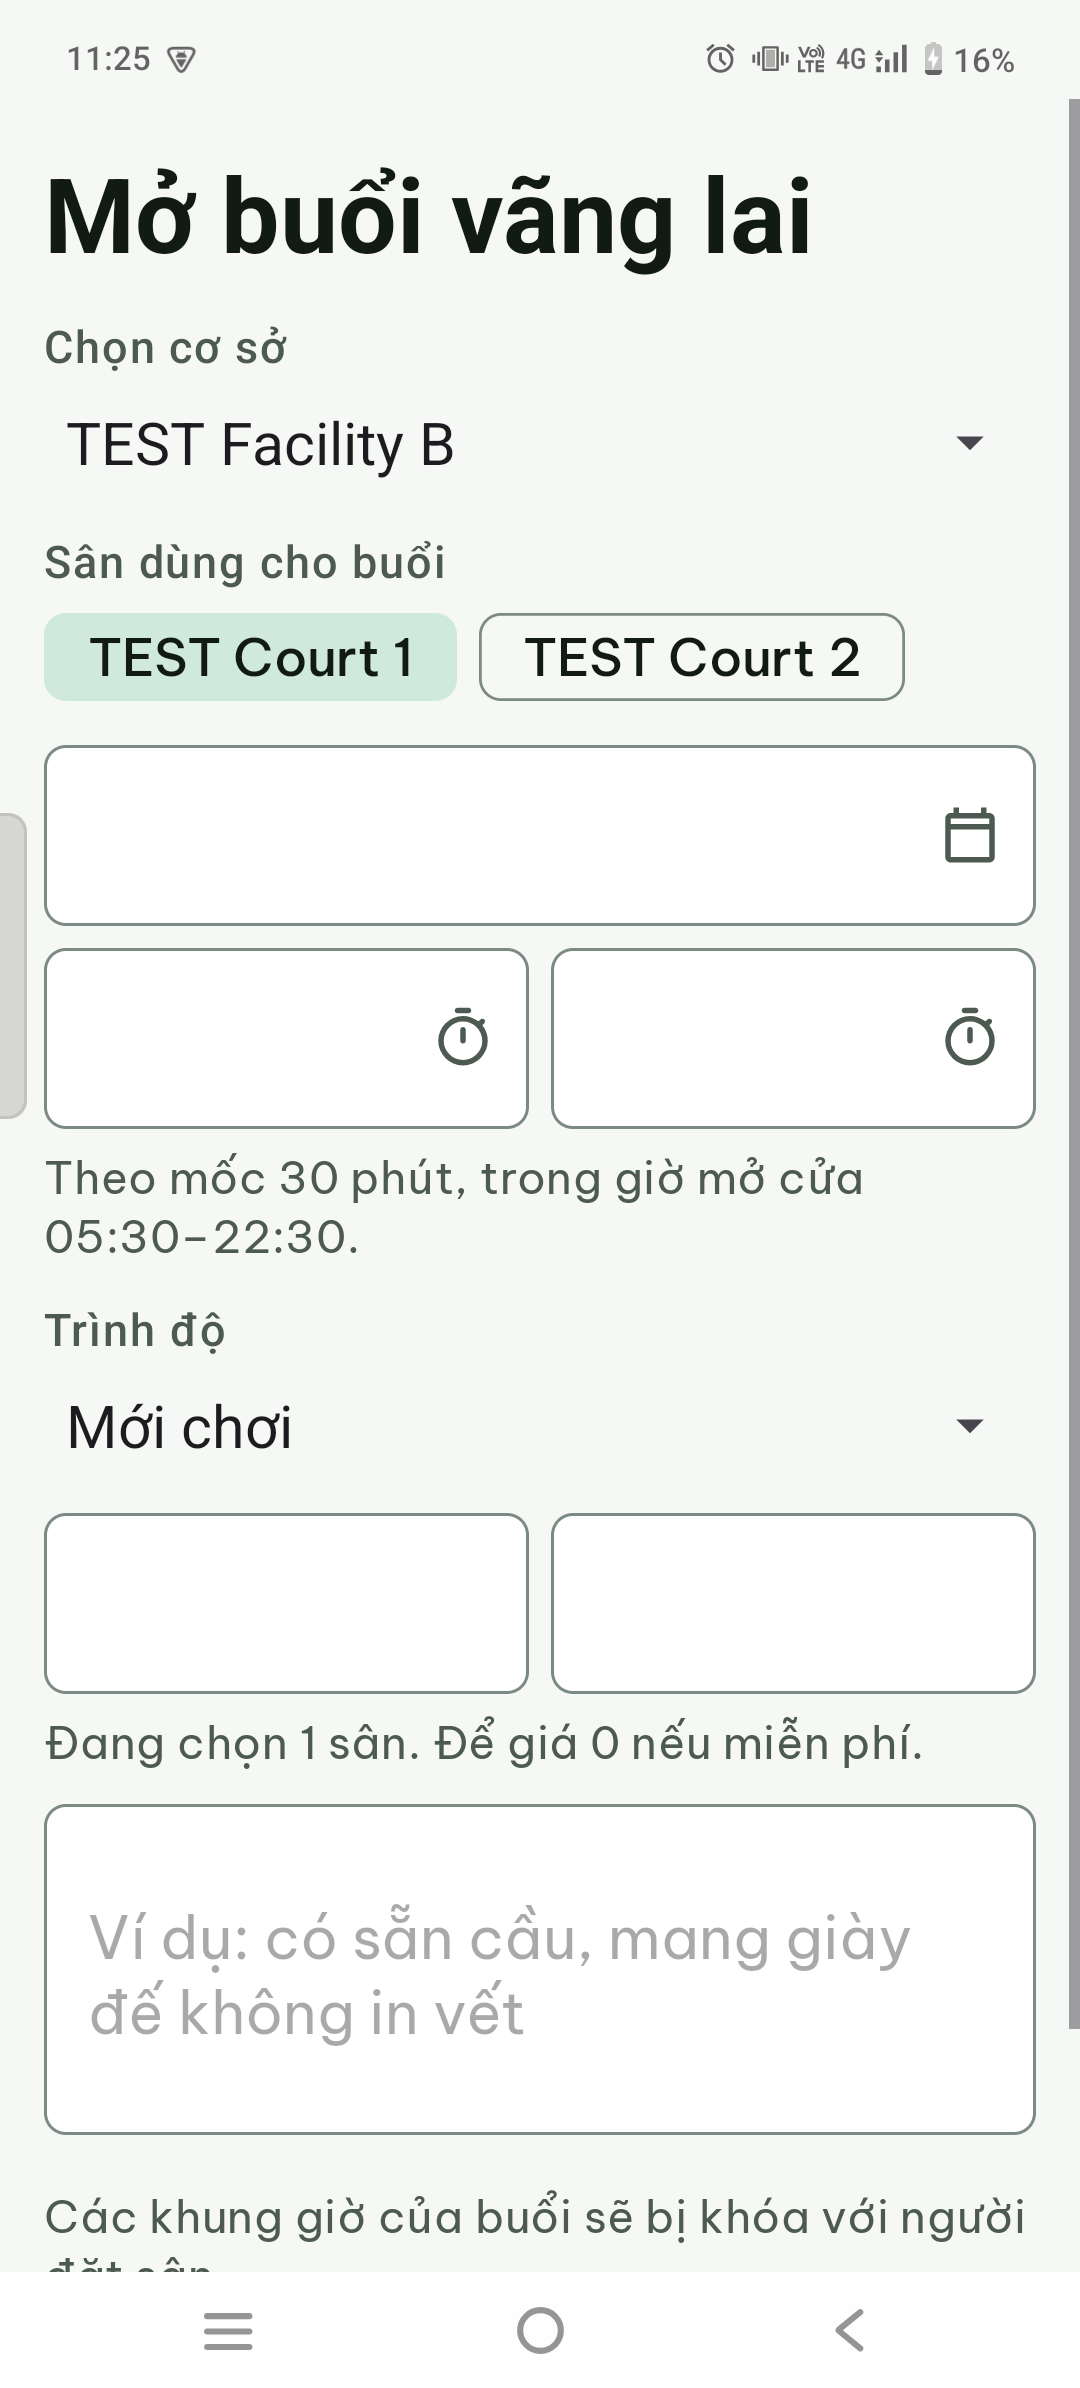 11:25
4G
16%
Mở buổi vãng lai
Chọn cơ sở
TEST Facility B
Sân dùng cho buổi
TEST Court 1
TEST Court 2
Theo mốc 30 phút, trong giờ mở cửa
05:30–22:30.
Trình độ
Mới chơi
Đang chọn 1 sân. Để giá 0 nếu miễn phí.
Ví dụ: có sẵn cầu, mang giày
đế không in vết
Các khung giờ của buổi sẽ bị khóa với người
đặt sân